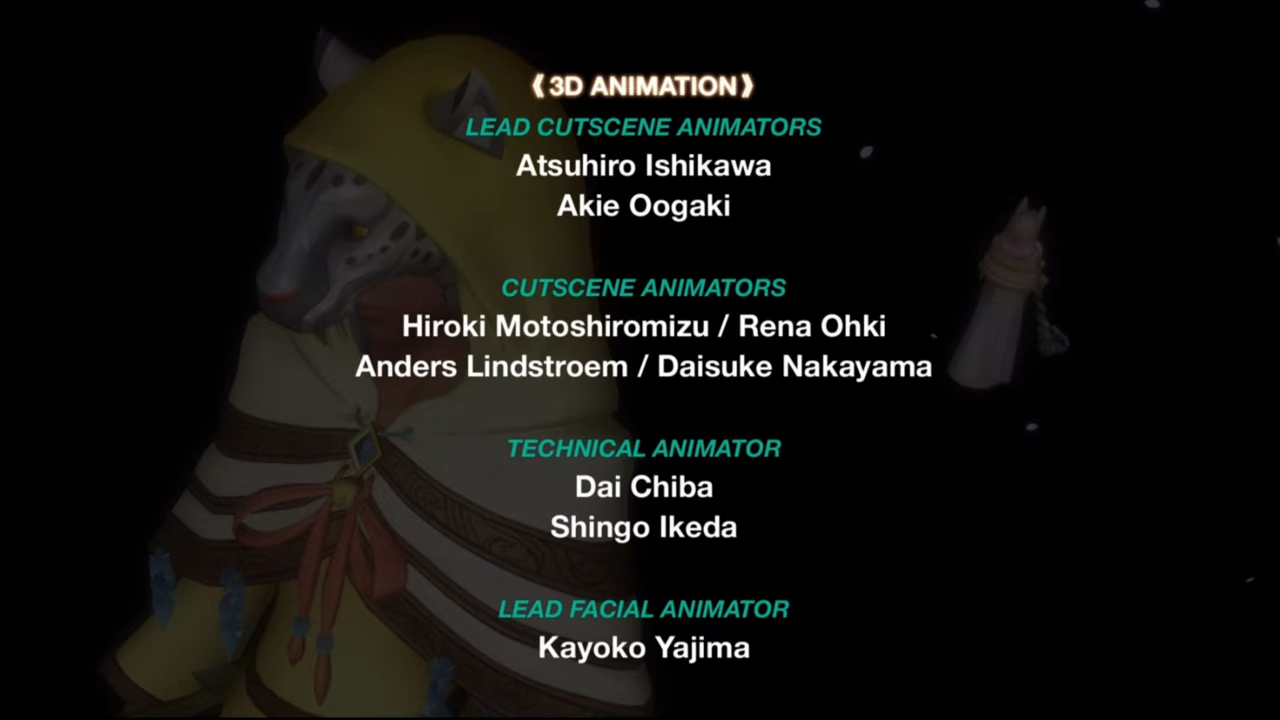 《3D ANIMATION》
LEAD CUTSCENE ANIMATORS
Atsuhiro Ishikawa
Akie Oogaki
CUTSCENE ANIMATORS
Hiroki Motoshiromizu / Rena Ohki
Anders Lindstroem / Daisuke Nakayama
TECHNICAL ANIMATOR
Dai Chiba
Shingo Ikeda
LEAD FACIAL ANIMATOR
Kayoko Yajima